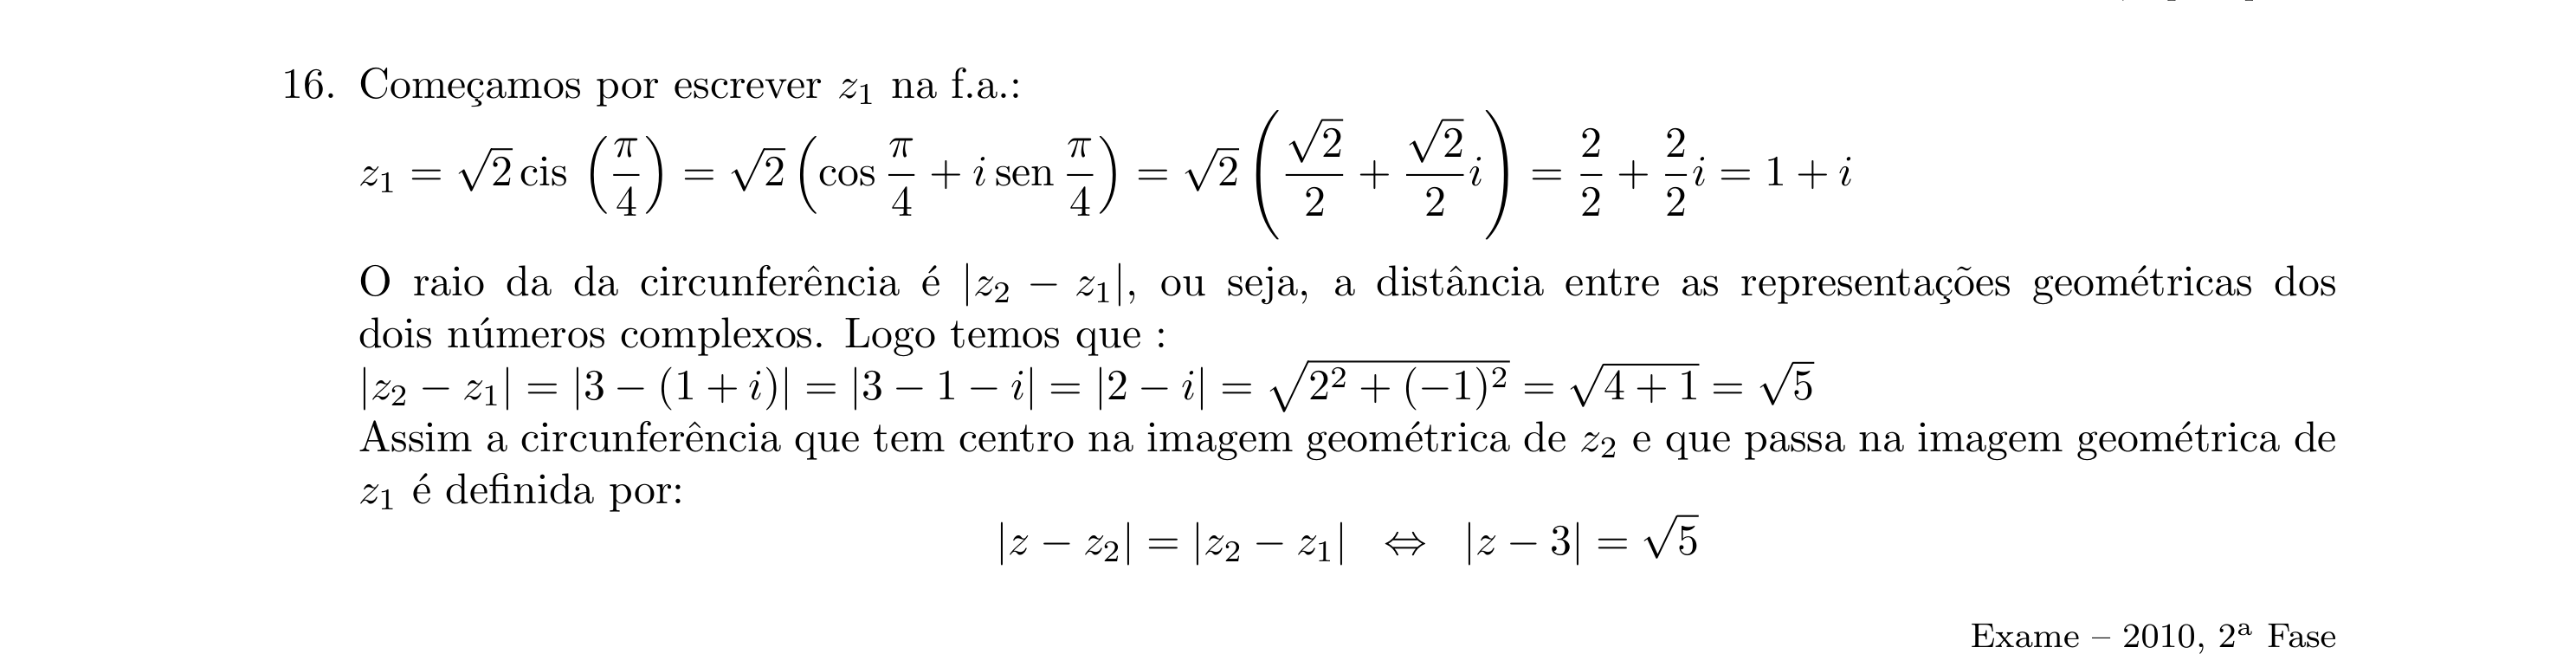 16. Começamos por escrever z₁ na f.a.:
z₁ = √2 cis (π/4) = √2 (cos π/4 + i sen π/4) = √2 (√2/2 + √2/2 i) = 2/2 + 2/2 i = 1 + i
O raio da da circunferência é |z₂ − z₁|, ou seja, a distância entre as representações geométricas dos
dois números complexos. Logo temos que :
|z₂ − z₁| = |3 − (1 + i)| = |3 − 1 − i| = |2 − i| = √(2² + (−1)²) = √(4 + 1) = √5
Assim a circunferência que tem centro na imagem geométrica de z₂ e que passa na imagem geométrica de
z₁ é definida por:
|z − z₂| = |z₂ − z₁| ⇔ |z − 3| = √5
Exame – 2010, 2ª Fase